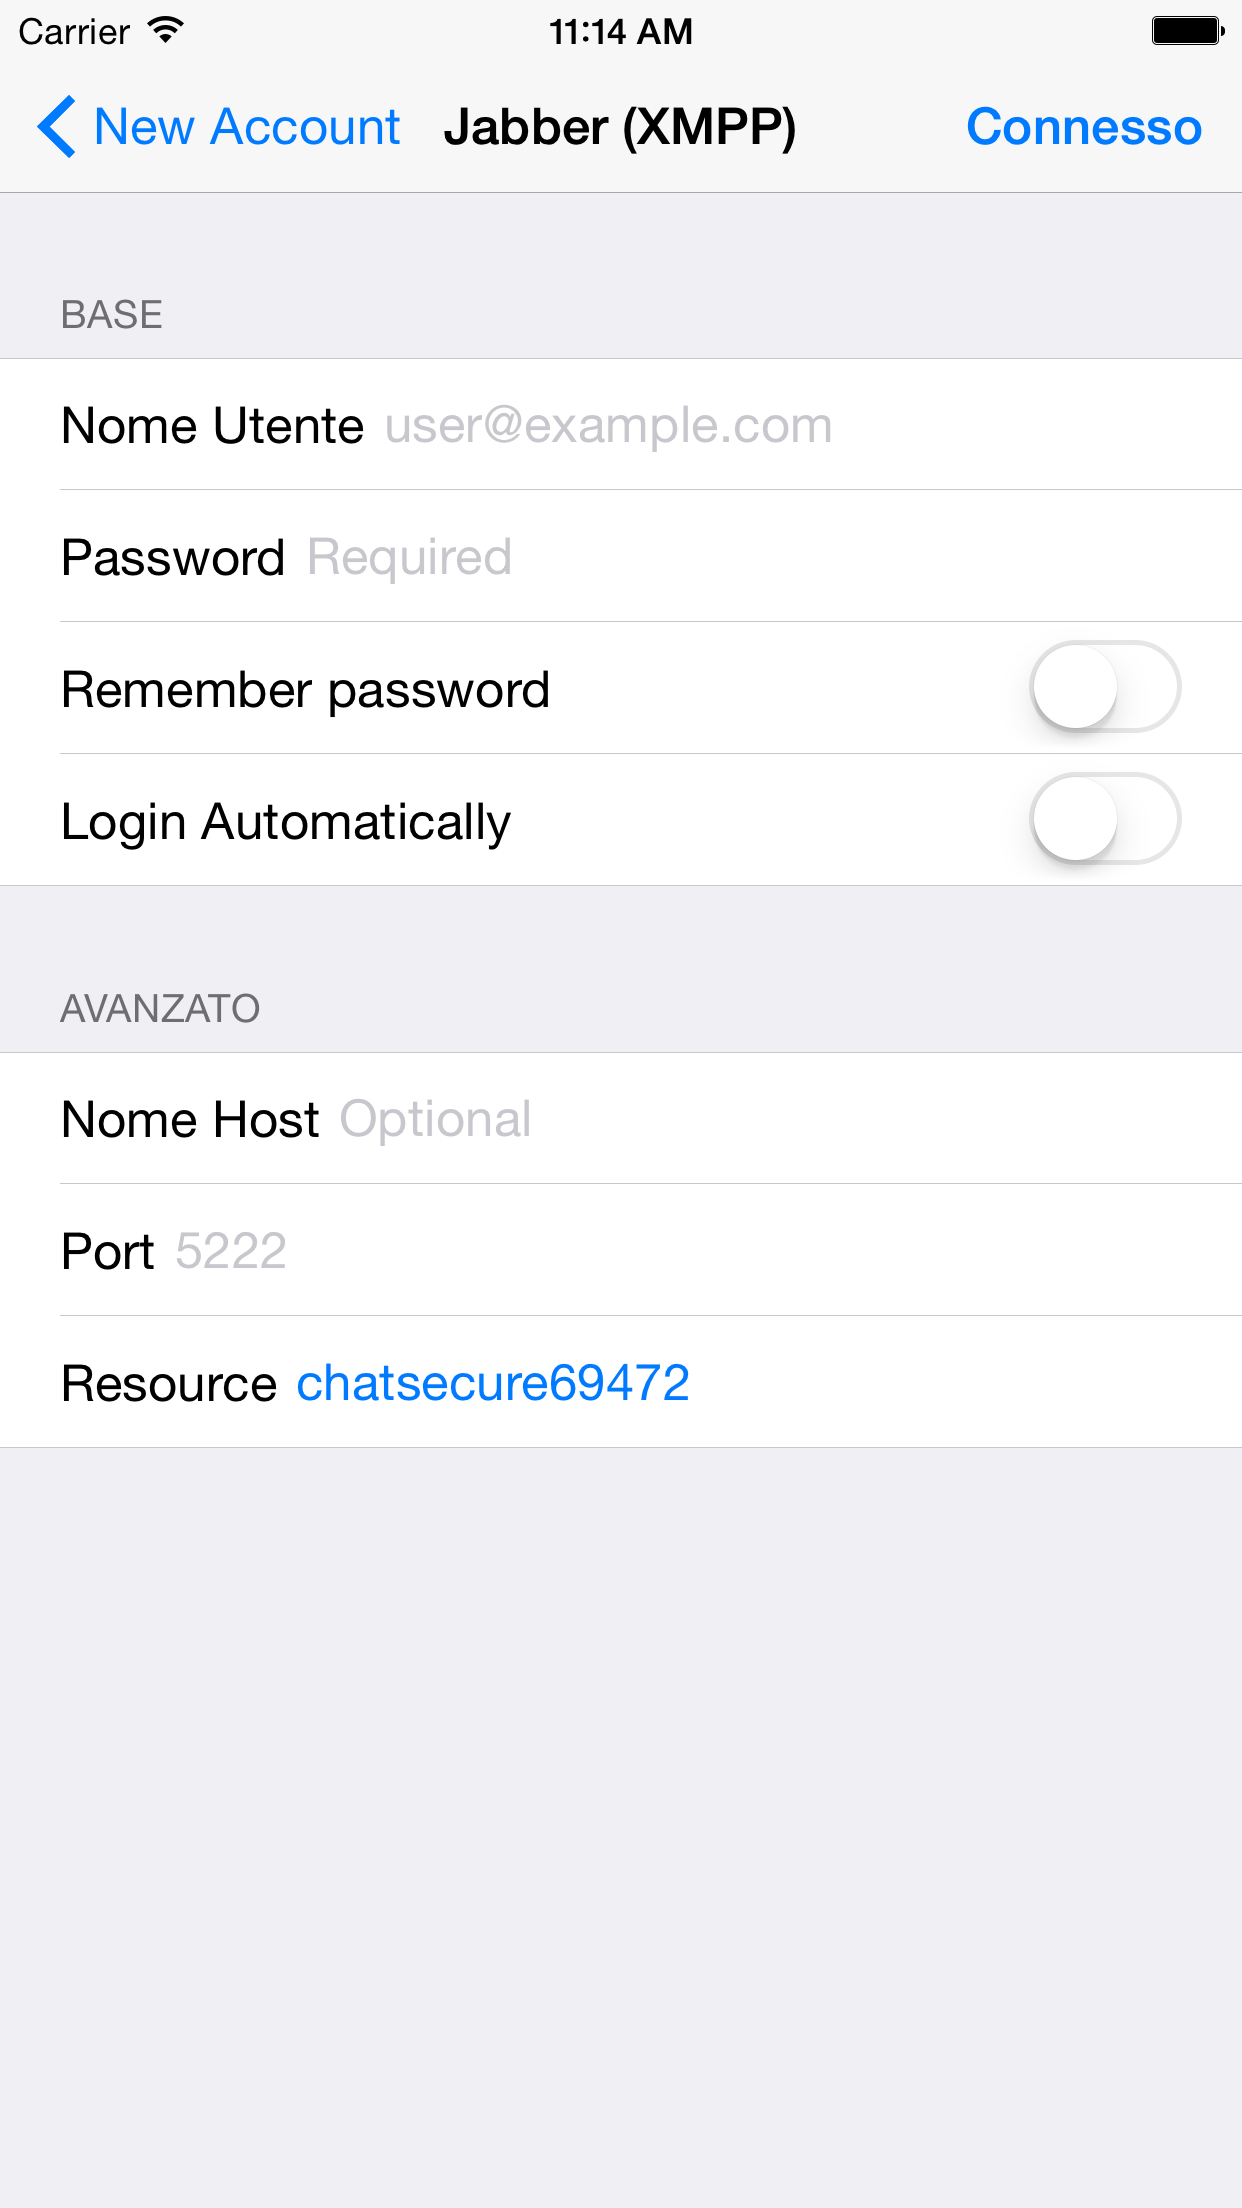 Carrier 11:14 AM
New Account Jabber (XMPP) Connesso
BASE
Nome Utente user@example.com
Password Required
Remember password
Login Automatically
AVANZATO
Nome Host Optional
Port 5222
Resource chatsecure69472